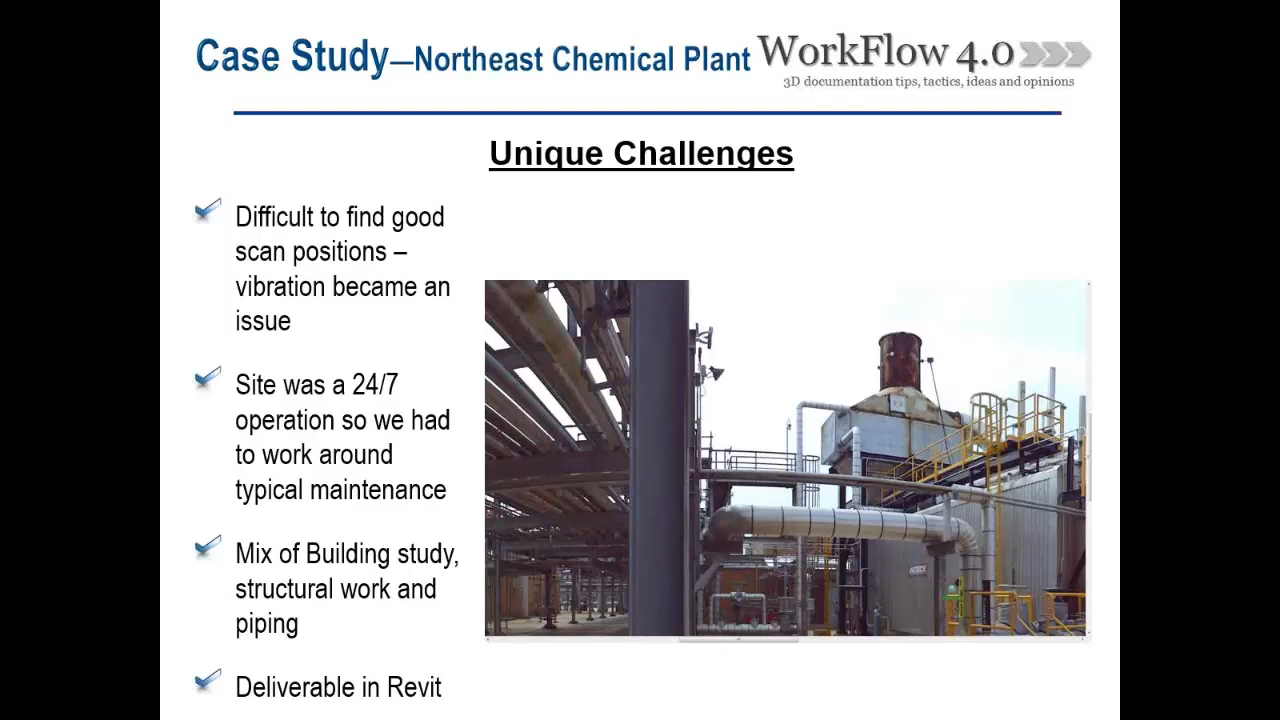 Case Study—Northeast Chemical Plant
WorkFlow 4.0
3D documentation tips, tactics, ideas and opinions
Unique Challenges
Difficult to find good
scan positions –
vibration became an
issue
Site was a 24/7
operation so we had
to work around
typical maintenance
Mix of Building study,
structural work and
piping
Deliverable in Revit